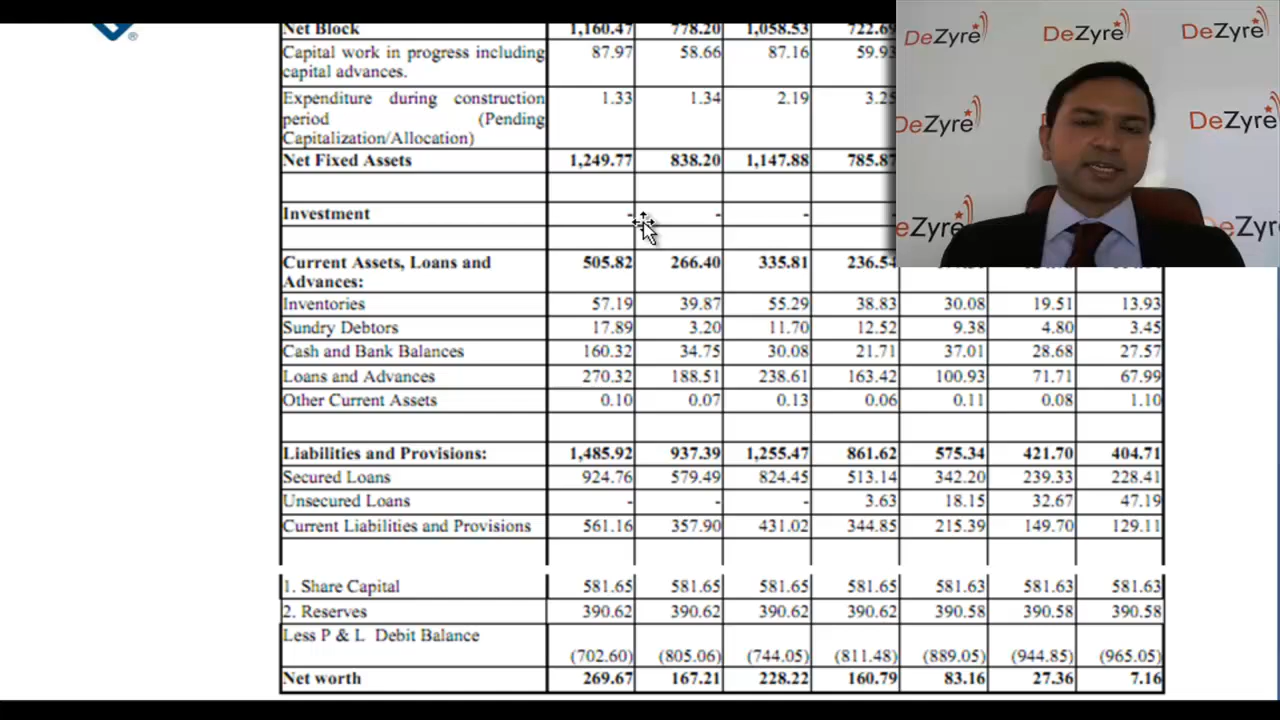 DeZyre DeZyre DeZyre
DeZyre DeZyre
DeZyre
®
Net Block 1,160.47 778.20 1,058.53 722.69
Capital work in progress including 87.97 58.66 87.16 59.93
capital advances.
Expenditure during construction 1.33 1.34 2.19 3.25
period (Pending
Capitalization/Allocation)
Net Fixed Assets 1,249.77 838.20 1,147.88 785.87
Investment - - - -
Current Assets, Loans and 505.82 266.40 335.81 236.54
Advances:
Inventories 57.19 39.87 55.29 38.83 30.08 19.51 13.93
Sundry Debtors 17.89 3.20 11.70 12.52 9.38 4.80 3.45
Cash and Bank Balances 160.32 34.75 30.08 21.71 37.01 28.68 27.57
Loans and Advances 270.32 188.51 238.61 163.42 100.93 71.71 67.99
Other Current Assets 0.10 0.07 0.13 0.06 0.11 0.08 1.10
Liabilities and Provisions: 1,485.92 937.39 1,255.47 861.62 575.34 421.70 404.71
Secured Loans 924.76 579.49 824.45 513.14 342.20 239.33 228.41
Unsecured Loans - - - 3.63 18.15 32.67 47.19
Current Liabilities and Provisions 561.16 357.90 431.02 344.85 215.39 149.70 129.11
1. Share Capital 581.65 581.65 581.65 581.65 581.63 581.63 581.63
2. Reserves 390.62 390.62 390.62 390.62 390.58 390.58 390.58
Less P & L Debit Balance
(702.60) (805.06) (744.05) (811.48) (889.05) (944.85) (965.05)
Net worth 269.67 167.21 228.22 160.79 83.16 27.36 7.16